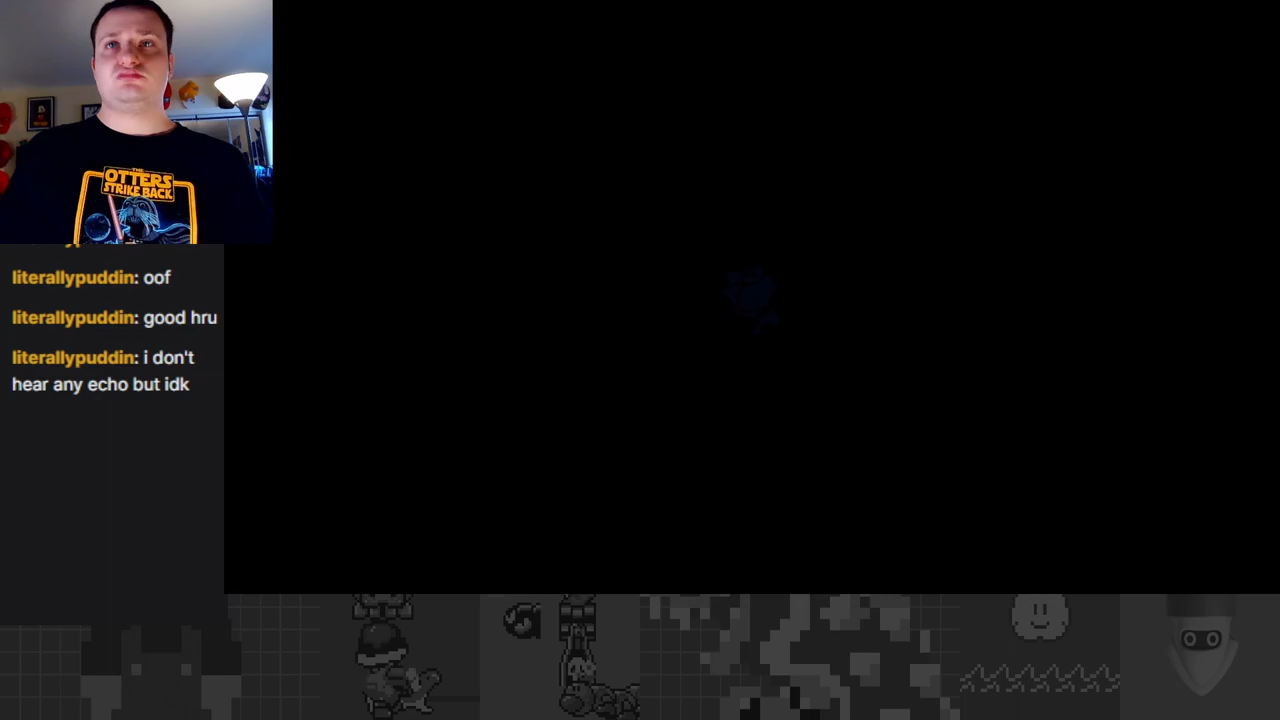 THE
OTTERS
STRIKE BACK
literallypuddin: oof
literallypuddin: good hru
literallypuddin: i don't
hear any echo but idk